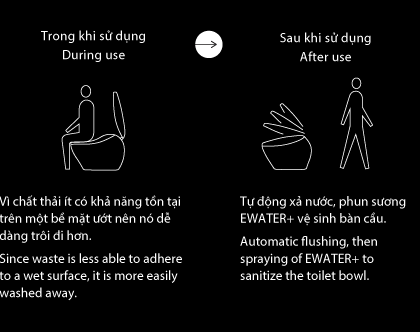 Trong khi sử dụng
During use
Sau khi sử dụng
After use
Vì chất thải ít có khả năng tồn tại
trên một bề mặt ướt nên nó dễ
dàng trôi đi hơn.
Since waste is less able to adhere
to a wet surface, it is more easily
washed away.
Tự động xả nước, phun sương
EWATER+ vệ sinh bàn cầu.
Automatic flushing, then
spraying of EWATER+ to
sanitize the toilet bowl.